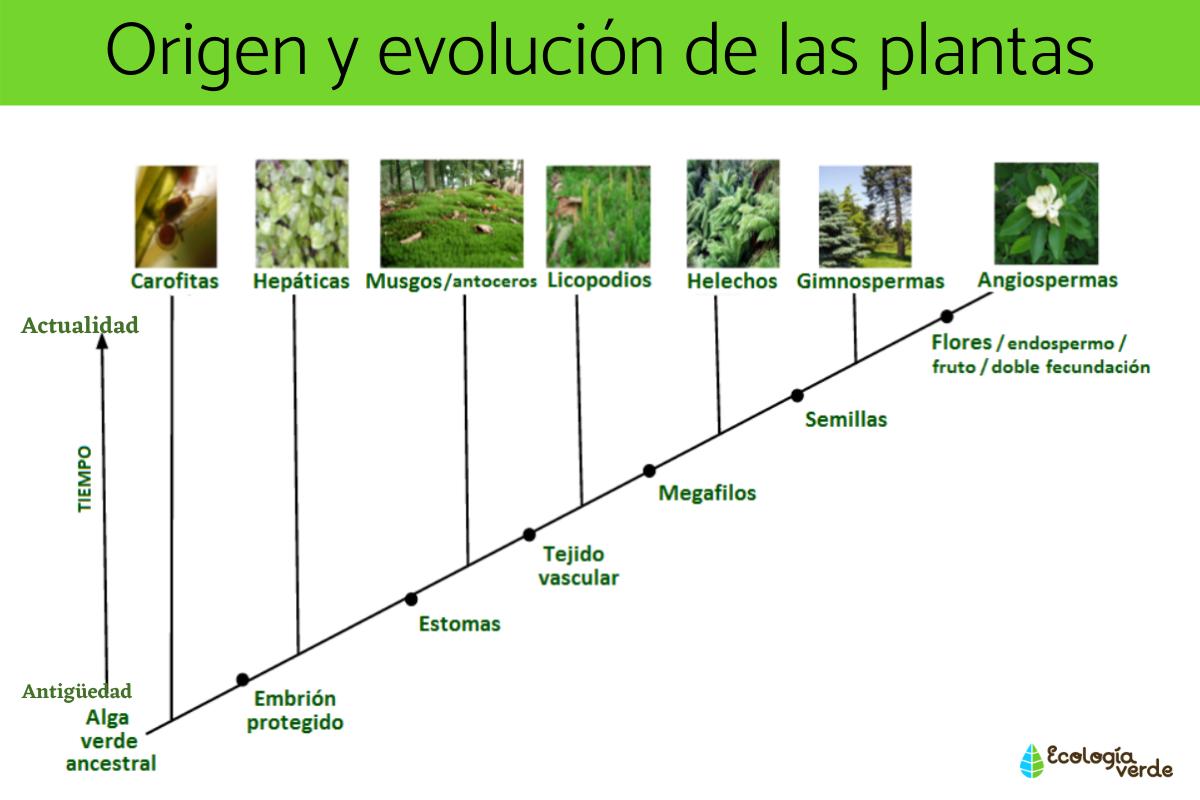 Origen y evolución de las plantas
Carofitas
Hepáticas
Musgos/antoceros
Licopodios
Helechos
Gimnospermas
Angiospermas
Actualidad
TIEMPO
Antigüedad
Alga
verde
ancestral
Embrión
protegido
Estomas
Tejido
vascular
Megafilos
Semillas
Flores / endospermo /
fruto / doble fecundación
Ecología
verde